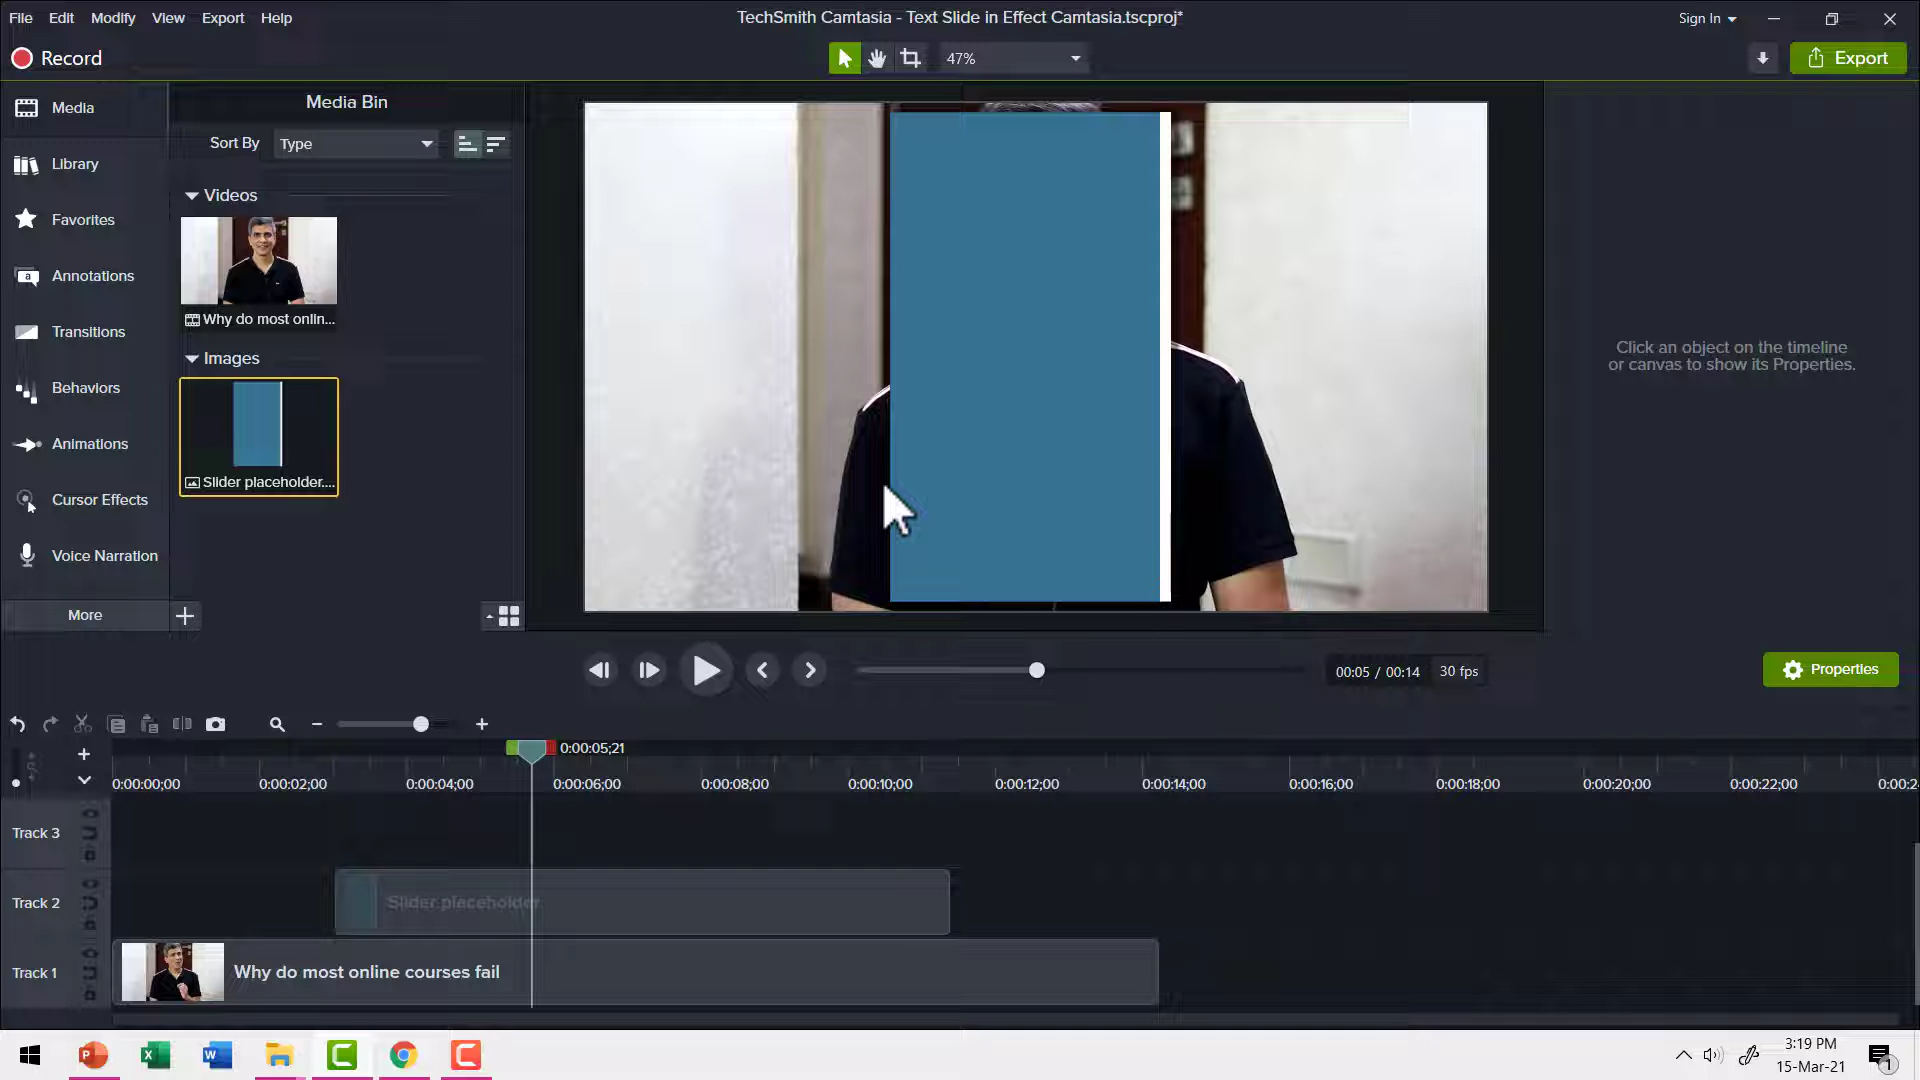 File Edit Modify View Export Help
TechSmith Camtasia - Text Slide in Effect Camtasia.tscproj*
Sign In
Record
47%
Export
Media
Library
Favorites
Annotations
Transitions
Behaviors
Animations
Cursor Effects
Voice Narration
More
Media Bin
Sort By Type
Videos
Why do most onlin...
Images
Slider placeholder....
Click an object on the timeline
or canvas to show its Properties.
00:05 / 00:14 30 fps
Properties
0:00:05;21
0:00:00;00 0:00:02;00 0:00:04;00 0:00:06;00 0:00:08;00 0:00:10;00 0:00:12;00 0:00:14;00 0:00:16;00 0:00:18;00 0:00:20;00 0:00:22;00
Track 3
Track 2 Slider placeholder
Track 1 Why do most online courses fail
3:19 PM
15-Mar-21
1